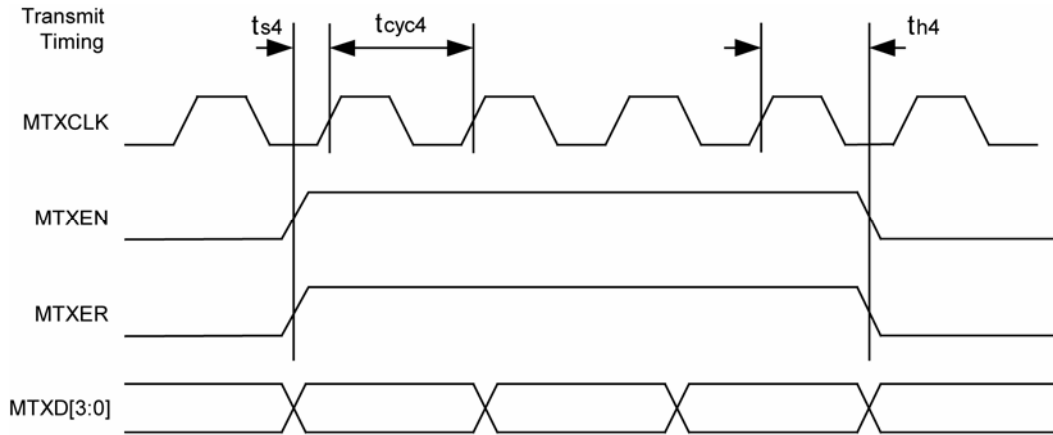 Transmit
Timing
ts4
tcyc4
th4
MTXCLK
MTXEN
MTXER
MTXD[3:0]